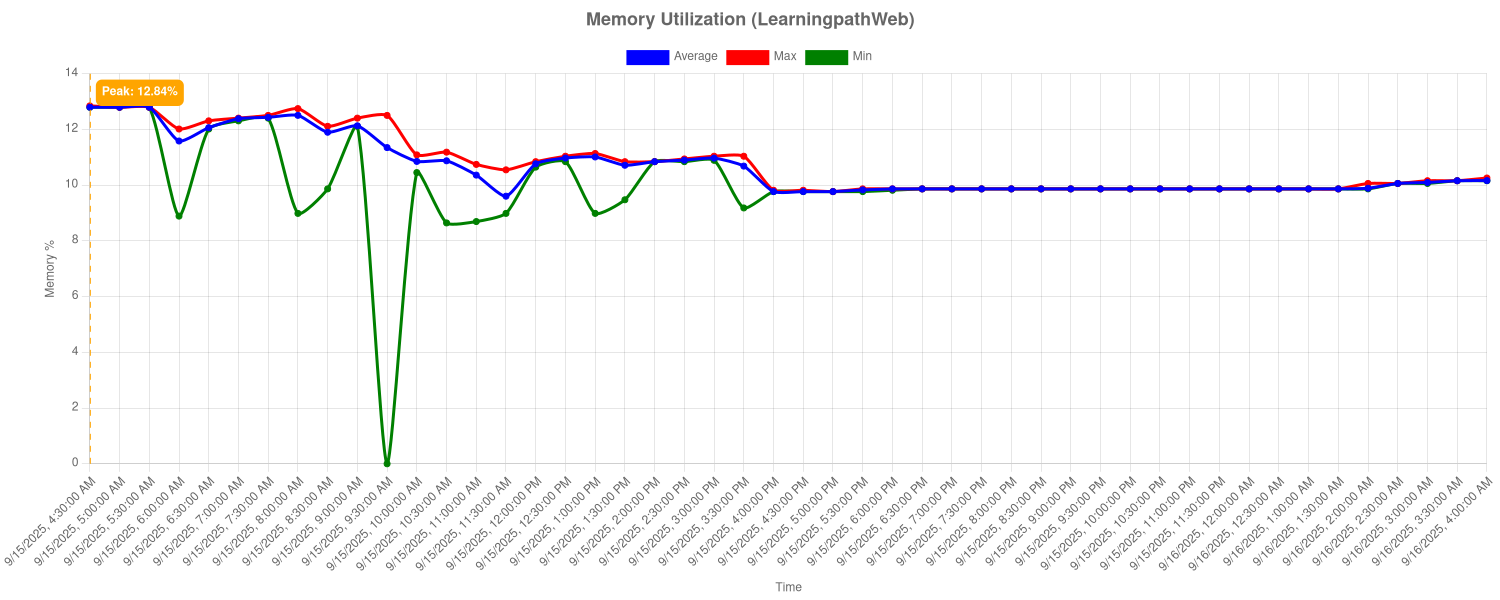 Memory Utilization (LearningpathWeb)
Average Max Min
Peak: 12.84%
Memory %
14
12
10
8
6
4
2
0
9/15/2025, 4:30:00 AM
9/15/2025, 5:00:00 AM
9/15/2025, 5:30:00 AM
9/15/2025, 6:00:00 AM
9/15/2025, 6:30:00 AM
9/15/2025, 7:00:00 AM
9/15/2025, 7:30:00 AM
9/15/2025, 8:00:00 AM
9/15/2025, 8:30:00 AM
9/15/2025, 9:00:00 AM
9/15/2025, 9:30:00 AM
9/15/2025, 10:00:00 AM
9/15/2025, 10:30:00 AM
9/15/2025, 11:00:00 AM
9/15/2025, 11:30:00 AM
9/15/2025, 12:00:00 PM
9/15/2025, 12:30:00 PM
9/15/2025, 1:00:00 PM
9/15/2025, 1:30:00 PM
9/15/2025, 2:00:00 PM
9/15/2025, 2:30:00 PM
9/15/2025, 3:00:00 PM
9/15/2025, 3:30:00 PM
9/15/2025, 4:00:00 PM
9/15/2025, 4:30:00 PM
9/15/2025, 5:00:00 PM
9/15/2025, 5:30:00 PM
9/15/2025, 6:00:00 PM
9/15/2025, 6:30:00 PM
9/15/2025, 7:00:00 PM
9/15/2025, 7:30:00 PM
9/15/2025, 8:00:00 PM
9/15/2025, 8:30:00 PM
9/15/2025, 9:00:00 PM
9/15/2025, 9:30:00 PM
9/15/2025, 10:00:00 PM
9/15/2025, 10:30:00 PM
9/15/2025, 11:00:00 PM
9/15/2025, 11:30:00 PM
9/16/2025, 12:00:00 AM
9/16/2025, 12:30:00 AM
9/16/2025, 1:00:00 AM
9/16/2025, 1:30:00 AM
9/16/2025, 2:00:00 AM
9/16/2025, 2:30:00 AM
9/16/2025, 3:00:00 AM
9/16/2025, 3:30:00 AM
9/16/2025, 4:00:00 AM
Time